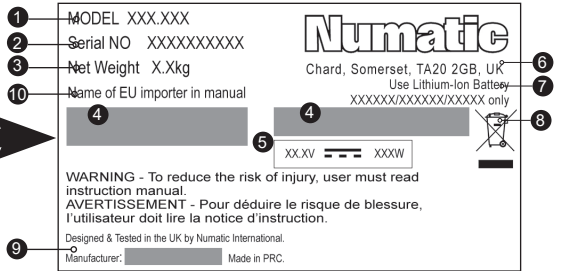 1 MODEL XXX.XXX
Numatic
2 Serial NO XXXXXXXXXX
3 Net Weight X.Xkg
Chard, Somerset, TA20 2GB, UK 6
Use Lithium-Ion Battery 7
10 Name of EU importer in manual
XXXXXX/XXXXXX/XXXXX only
4
4
8
5
XX.XV XXXW
WARNING - To reduce the risk of injury, user must read
instruction manual.
AVERTISSEMENT - Pour déduire le risque de blessure,
l'utilisateur doit lire la notice d'instruction.
Designed & Tested in the UK by Numatic International.
9
Manufacturer: Made in PRC.